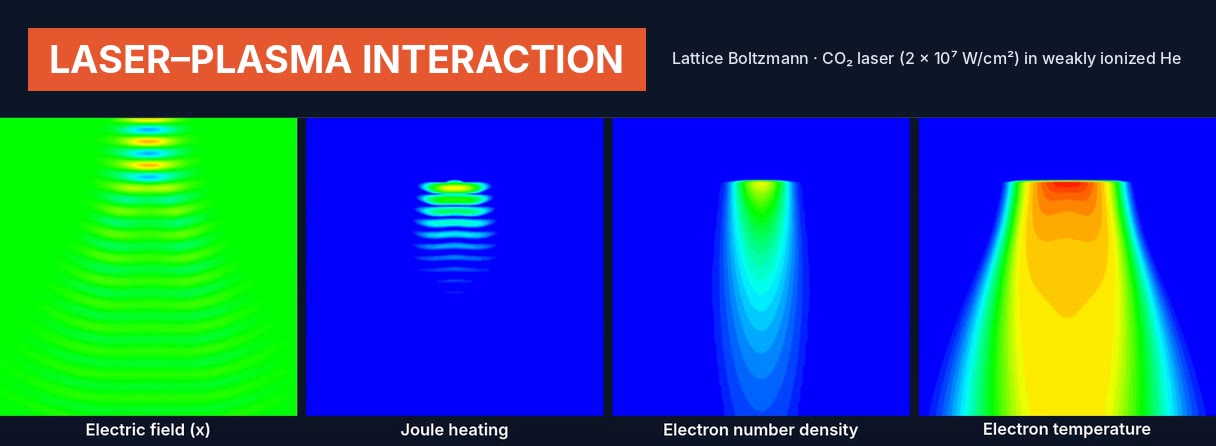 LASER–PLASMA INTERACTION
Lattice Boltzmann · CO₂ laser (2 × 10⁷ W/cm²) in weakly ionized He
Electric field (x)
Joule heating
Electron number density
Electron temperature